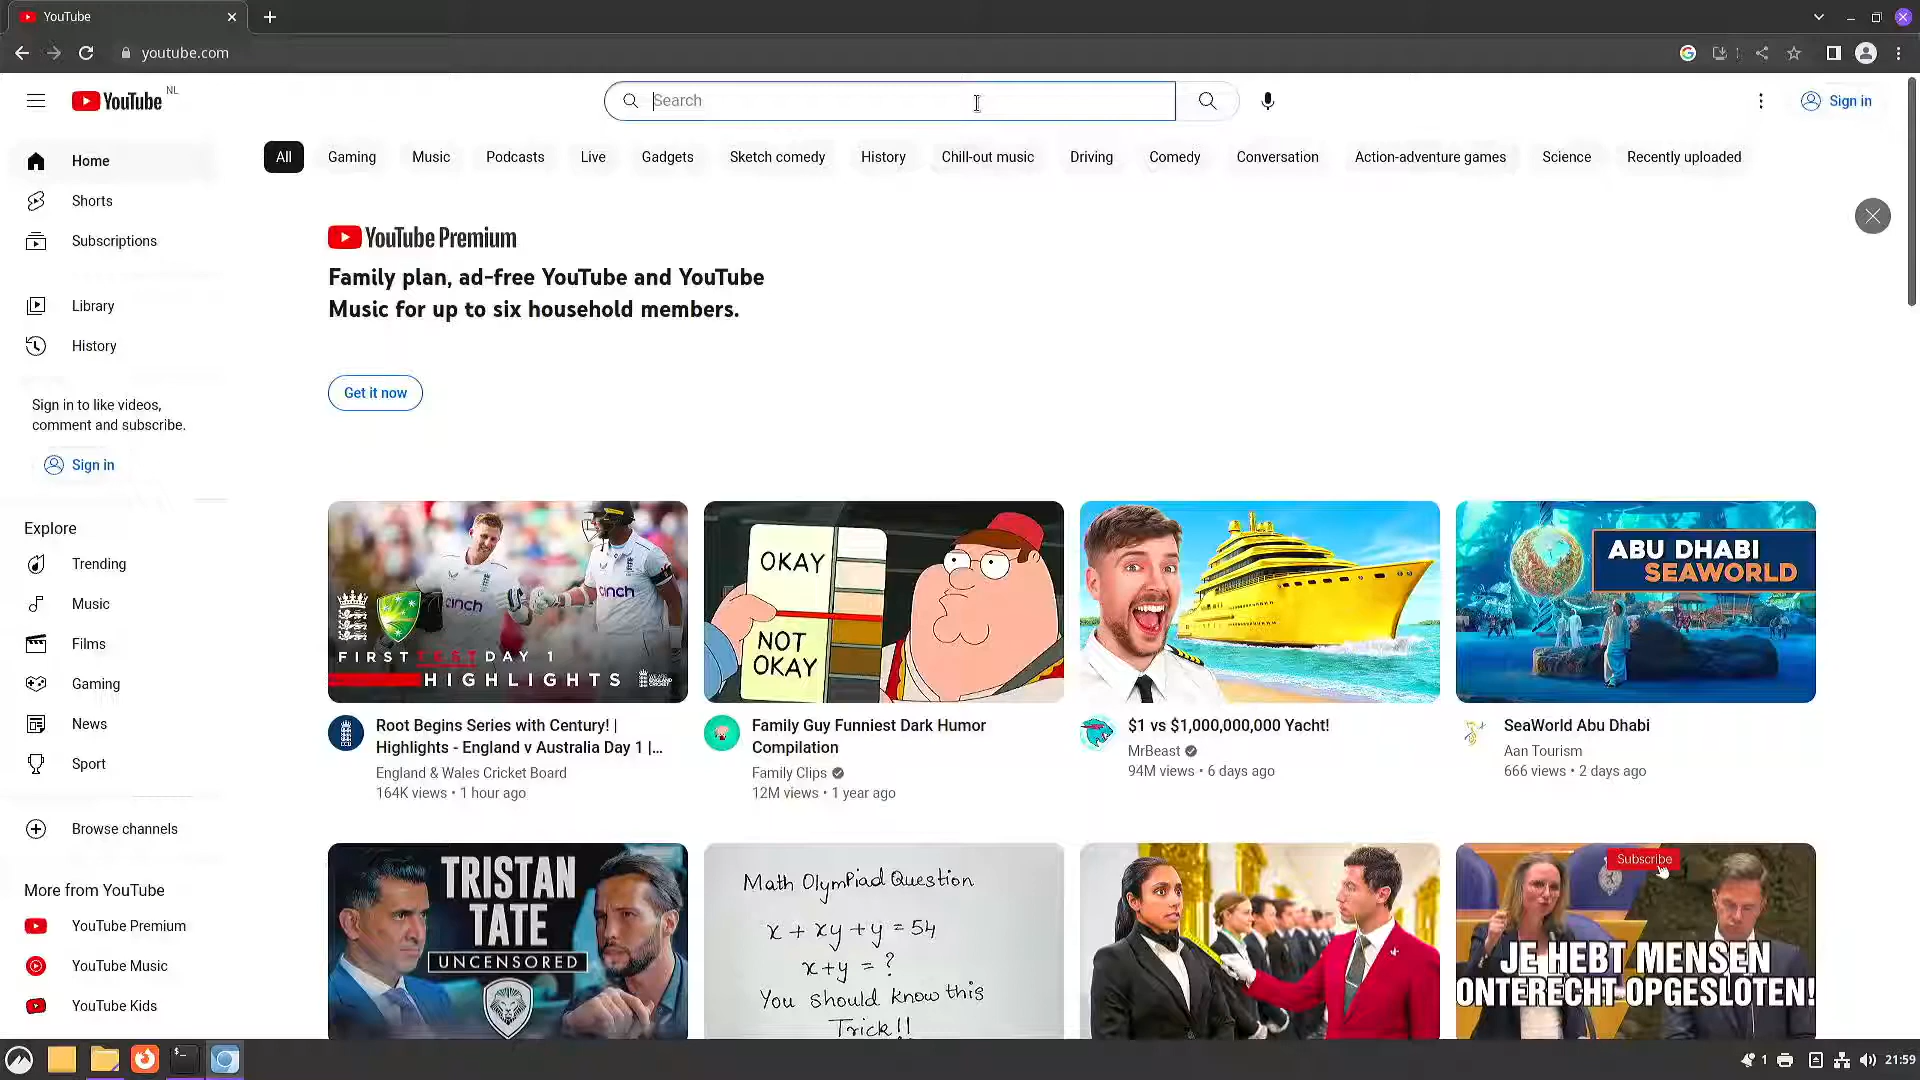 YouTube
youtube.com
YouTube NL
Search
Sign in
All
Gaming
Music
Podcasts
Live
Gadgets
Sketch comedy
History
Chill-out music
Driving
Comedy
Conversation
Action-adventure games
Science
Recently uploaded
Home
Shorts
Subscriptions
Library
History
Sign in to like videos,
comment and subscribe.
Sign in
Explore
Trending
Music
Films
Gaming
News
Sport
Browse channels
More from YouTube
YouTube Premium
YouTube Music
YouTube Kids
YouTube Premium
Family plan, ad-free YouTube and YouTube
Music for up to six household members.
Get it now
cinch
cinch
FIRST TEST DAY 1
HIGHLIGHTS
Root Begins Series with Century! |
Highlights - England v Australia Day 1 |...
England & Wales Cricket Board
164K views • 1 hour ago
OKAY
NOT
OKAY
Family Guy Funniest Dark Humor
Compilation
Family Clips
12M views • 1 year ago
$1 vs $1,000,000,000 Yacht!
MrBeast
94M views • 6 days ago
ABU DHABI
SEAWORLD
SeaWorld Abu Dhabi
Aan Tourism
666 views • 2 days ago
TRISTAN
TATE
UNCENSORED
Math Olympiad Question
x + xy + y = 54
x+y = ?
You should know this
Trick!!
Subscribe
JE HEBT MENSEN
ONTERECHT OPGESLOTEN!
1
21:59